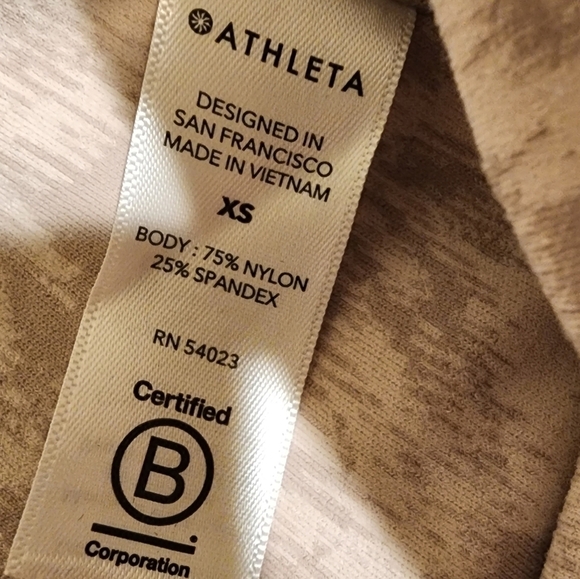 ATHLETA
DESIGNED IN
SAN FRANCISCO
MADE IN VIETNAM
XS
BODY : 75% NYLON
25% SPANDEX
RN 54023
Certified
B
Corporation